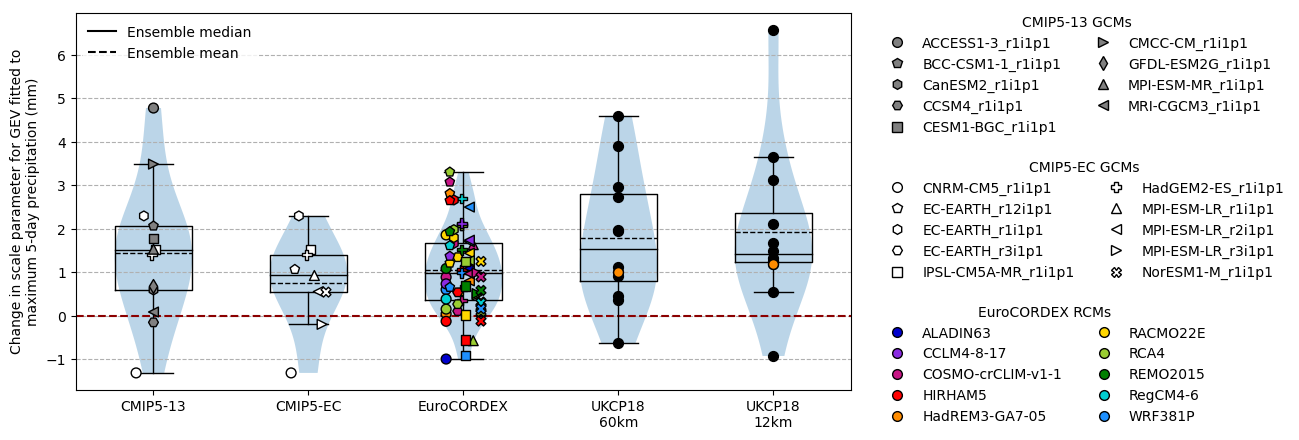 Change in scale parameter for GEV fitted to
maximum 5-day precipitation (mm)
6
5
4
3
2
1
0
−1
Ensemble median
Ensemble mean
CMIP5-13
CMIP5-EC
EuroCORDEX
UKCP18
60km
UKCP18
12km
CMIP5-13 GCMs
ACCESS1-3_r1i1p1
BCC-CSM1-1_r1i1p1
CanESM2_r1i1p1
CCSM4_r1i1p1
CESM1-BGC_r1i1p1
CMCC-CM_r1i1p1
GFDL-ESM2G_r1i1p1
MPI-ESM-MR_r1i1p1
MRI-CGCM3_r1i1p1
CMIP5-EC GCMs
CNRM-CM5_r1i1p1
EC-EARTH_r12i1p1
EC-EARTH_r1i1p1
EC-EARTH_r3i1p1
IPSL-CM5A-MR_r1i1p1
HadGEM2-ES_r1i1p1
MPI-ESM-LR_r1i1p1
MPI-ESM-LR_r2i1p1
MPI-ESM-LR_r3i1p1
NorESM1-M_r1i1p1
EuroCORDEX RCMs
ALADIN63
CCLM4-8-17
COSMO-crCLIM-v1-1
HIRHAM5
HadREM3-GA7-05
RACMO22E
RCA4
REMO2015
RegCM4-6
WRF381P